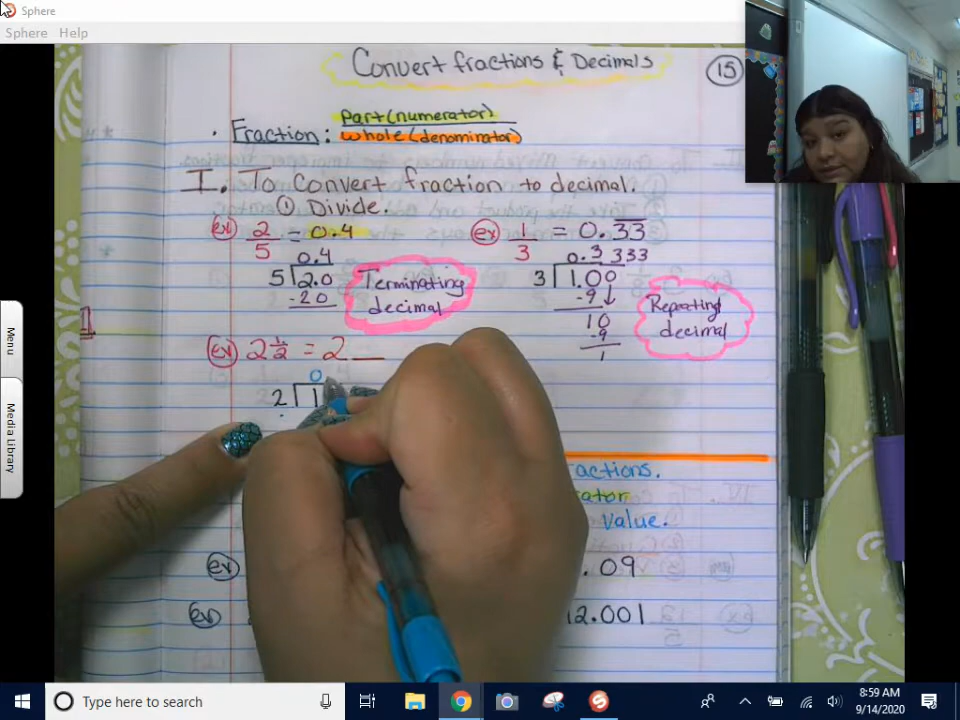 Sphere
Sphere Help
Convert fractions & Decimals
15
Fraction: part(numerator)
whole(denominator)
I. To Convert fraction to decimal.
① Divide.
ex 2/5 = 0.4
0.4
5 2.0
-20
Terminating
decimal
ex 1/3 = 0.33
0.3 333
3 1.00
-9
10
-9
1
Repeating
decimal
ex 2 1/2 = 2
0
2 1
actions.
ator
value.
ex .09
ex 12.001
Menu
Media Library
Type here to search
8:59 AM
9/14/2020